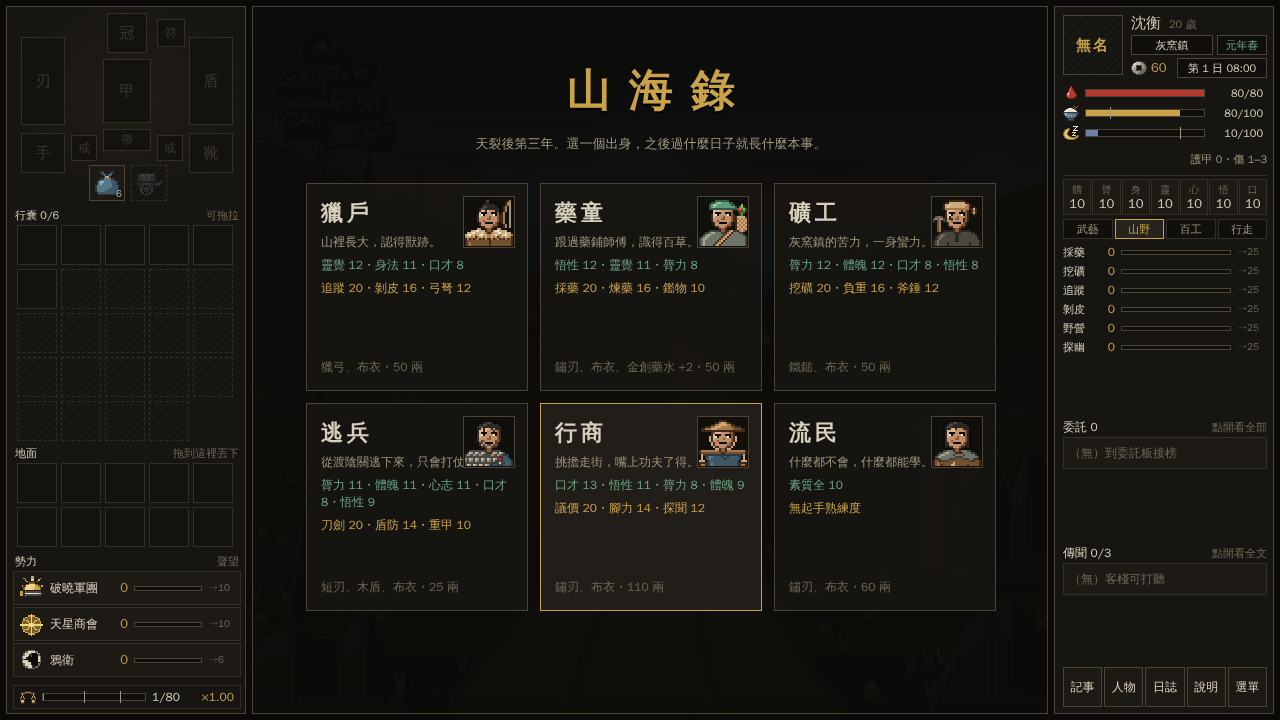 冠
符
刃
甲
盾
手
戒
帶
戒
靴
6
行囊 0/6
可拖拉
地面
拖到這裡丟下
勢力
聲望
破曉軍團 0 →10
天星商會 0 →10
鴉衛 0 →6
1/80 ×1.00
山海錄
天裂後第三年。選一個出身，之後過什麼日子就長什麼本事。
獵戶
山裡長大，認得獸跡。
靈覺 12・身法 11・口才 8
追蹤 20・剝皮 16・弓弩 12
獵弓、布衣・50 兩
藥童
跟過藥鋪師傅，識得百草。
悟性 12・靈覺 11・膂力 8
採藥 20・煉藥 16・鑑物 10
鏽刃、布衣、金創藥水 +2・50 兩
礦工
灰窯鎮的苦力，一身蠻力。
膂力 12・體魄 12・口才 8・悟性 8
挖礦 20・負重 16・斧錘 12
鐵鎚、布衣・50 兩
逃兵
從渡陰關逃下來，只會打仗
膂力 11・體魄 11・心志 11・口才
8・悟性 9
刀劍 20・盾防 14・重甲 10
短刃、木盾、布衣・25 兩
行商
挑擔走街，嘴上功夫了得。
口才 13・悟性 11・膂力 8・體魄 9
議價 20・腳力 14・探聞 12
鏽刃、布衣・110 兩
流民
什麼都不會，什麼都能學。
素質全 10
無起手熟練度
鏽刃、布衣・60 兩
無名
沈衡 20 歲
灰窯鎮
元年春
60
第 1 日 08:00
80/80
80/100
10/100
護甲 0・傷 1–3
體 膂 身 靈 心 悟 口
10 10 10 10 10 10 10
武藝 山野 百工 行走
採藥 0 →25
挖礦 0 →25
追蹤 0 →25
剝皮 0 →25
野營 0 →25
探幽 0 →25
委託 0
點開看全部
（無）到委託板接榜
傳聞 0/3
點開看全文
（無）客棧可打聽
記事 人物 日誌 說明 選單